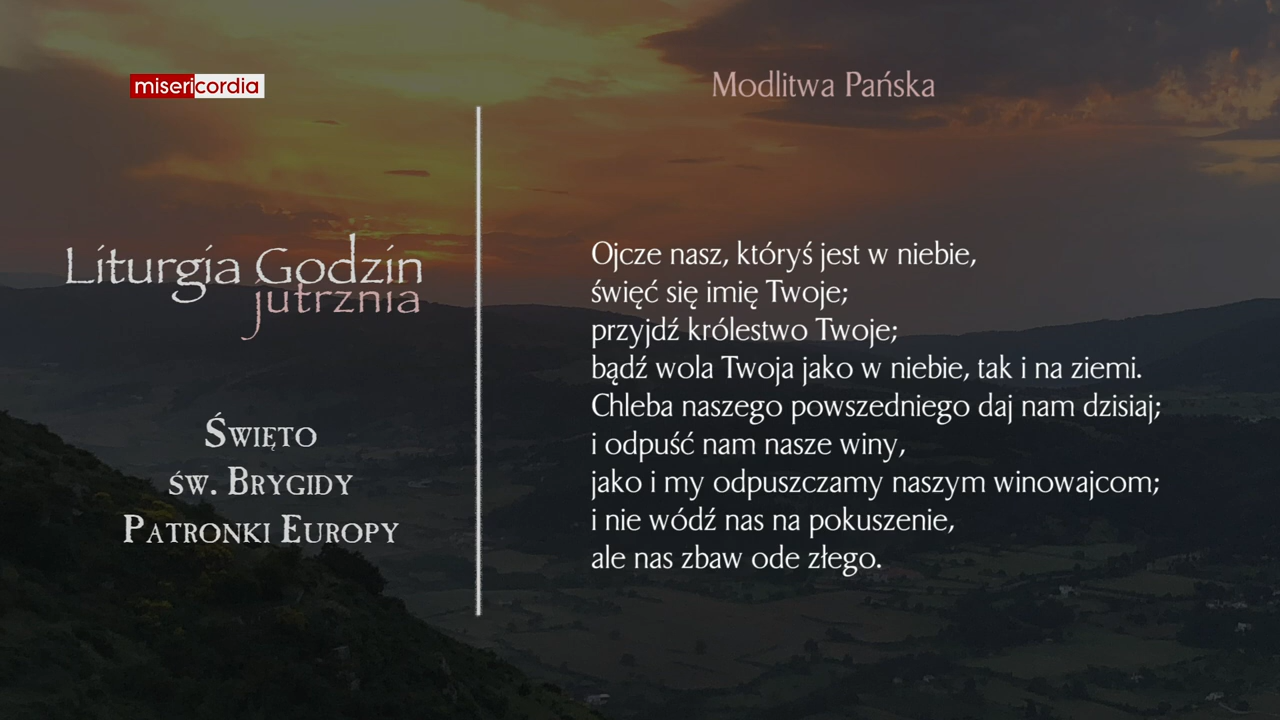 misericordia
Modlitwa Pańska
Liturgia Godzin
jutrznia
Święto
św. Brygidy
Patronki Europy
Ojcze nasz, któryś jest w niebie,
święć się imię Twoje;
przyjdź królestwo Twoje;
bądź wola Twoja jako w niebie, tak i na ziemi.
Chleba naszego powszedniego daj nam dzisiaj;
i odpuść nam nasze winy,
jako i my odpuszczamy naszym winowajcom;
i nie wódź nas na pokuszenie,
ale nas zbaw ode złego.